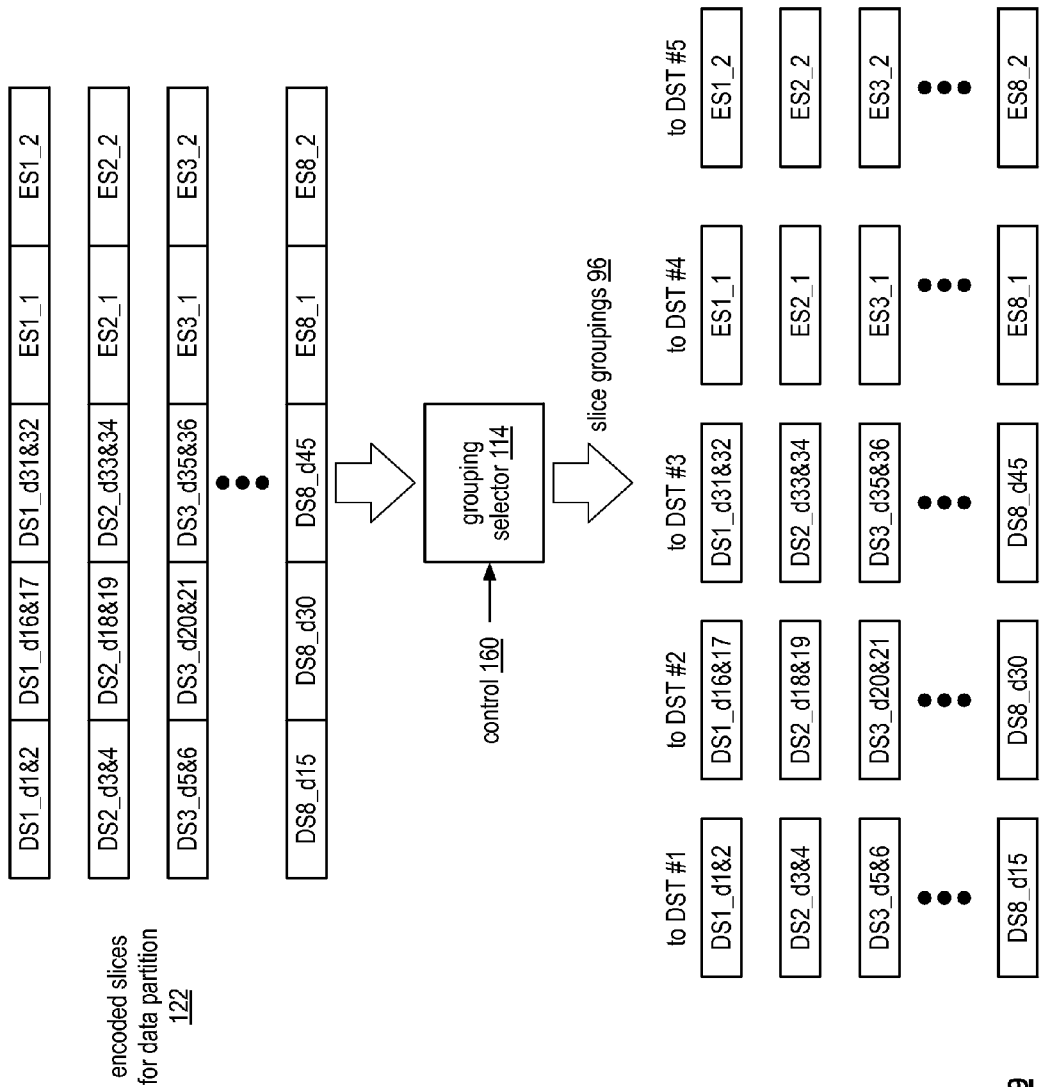 encoded slices
for data partition
122
DS1_d1&2 DS1_d16&17 DS1_d31&32 ES1_1 ES1_2
DS2_d3&4 DS2_d18&19 DS2_d33&34 ES2_1 ES2_2
DS3_d5&6 DS3_d20&21 DS3_d35&36 ES3_1 ES3_2
DS8_d15 DS8_d30 DS8_d45 ES8_1 ES8_2
control 160
grouping
selector 114
slice groupings 96
to DST #1 to DST #2 to DST #3 to DST #4 to DST #5
DS1_d1&2 DS1_d16&17 DS1_d31&32 ES1_1 ES1_2
DS2_d3&4 DS2_d18&19 DS2_d33&34 ES2_1 ES2_2
DS3_d5&6 DS3_d20&21 DS3_d35&36 ES3_1 ES3_2
DS8_d15 DS8_d30 DS8_d45 ES8_1 ES8_2